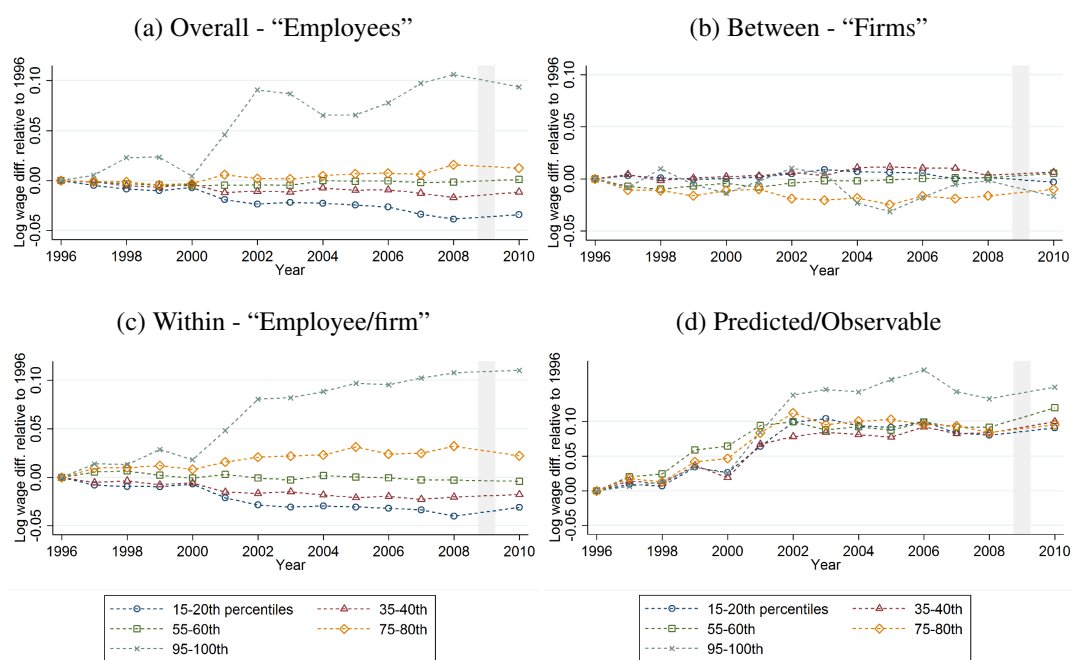 (a) Overall - “Employees”
Log wage diff. relative to 1996
0.10
0.05
0.00
-0.05
1996 1998 2000 2002 2004 2006 2008 2010
Year
(b) Between - “Firms”
Log wage diff. relative to 1996
0.10
0.05
0.00
-0.05
1996 1998 2000 2002 2004 2006 2008 2010
Year
(c) Within - “Employee/firm”
Log wage diff. relative to 1996
0.10
0.05
0.00
-0.05
1996 1998 2000 2002 2004 2006 2008 2010
Year
(d) Predicted/Observable
Log wage diff. relative to 1996
0.10
0.05
0.00
-0.05
1996 1998 2000 2002 2004 2006 2008 2010
Year
15-20th percentiles 35-40th
55-60th 75-80th
95-100th
15-20th percentiles 35-40th
55-60th 75-80th
95-100th